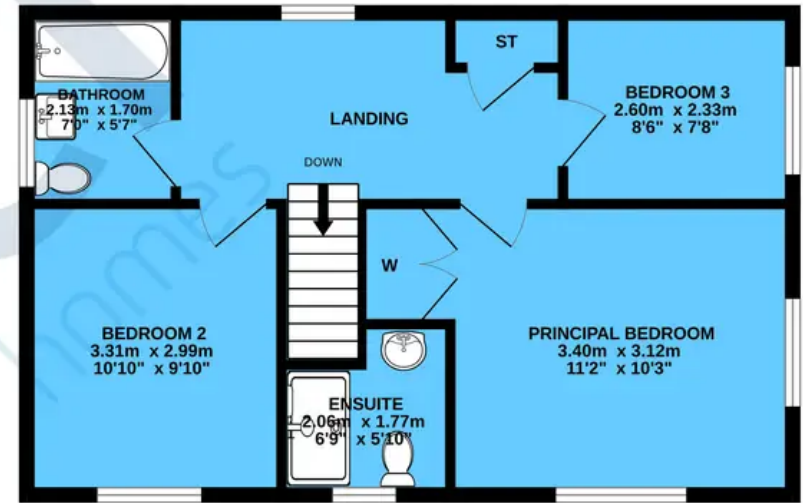 ST
BATHROOM
2.13m x 1.70m
7'0" x 5'7"
BEDROOM 3
2.60m x 2.33m
8'6" x 7'8"
LANDING
DOWN
W
BEDROOM 2
3.31m x 2.99m
10'10" x 9'10"
PRINCIPAL BEDROOM
3.40m x 3.12m
11'2" x 10'3"
ENSUITE
2.06m x 1.77m
6'9" x 5'10"
homes